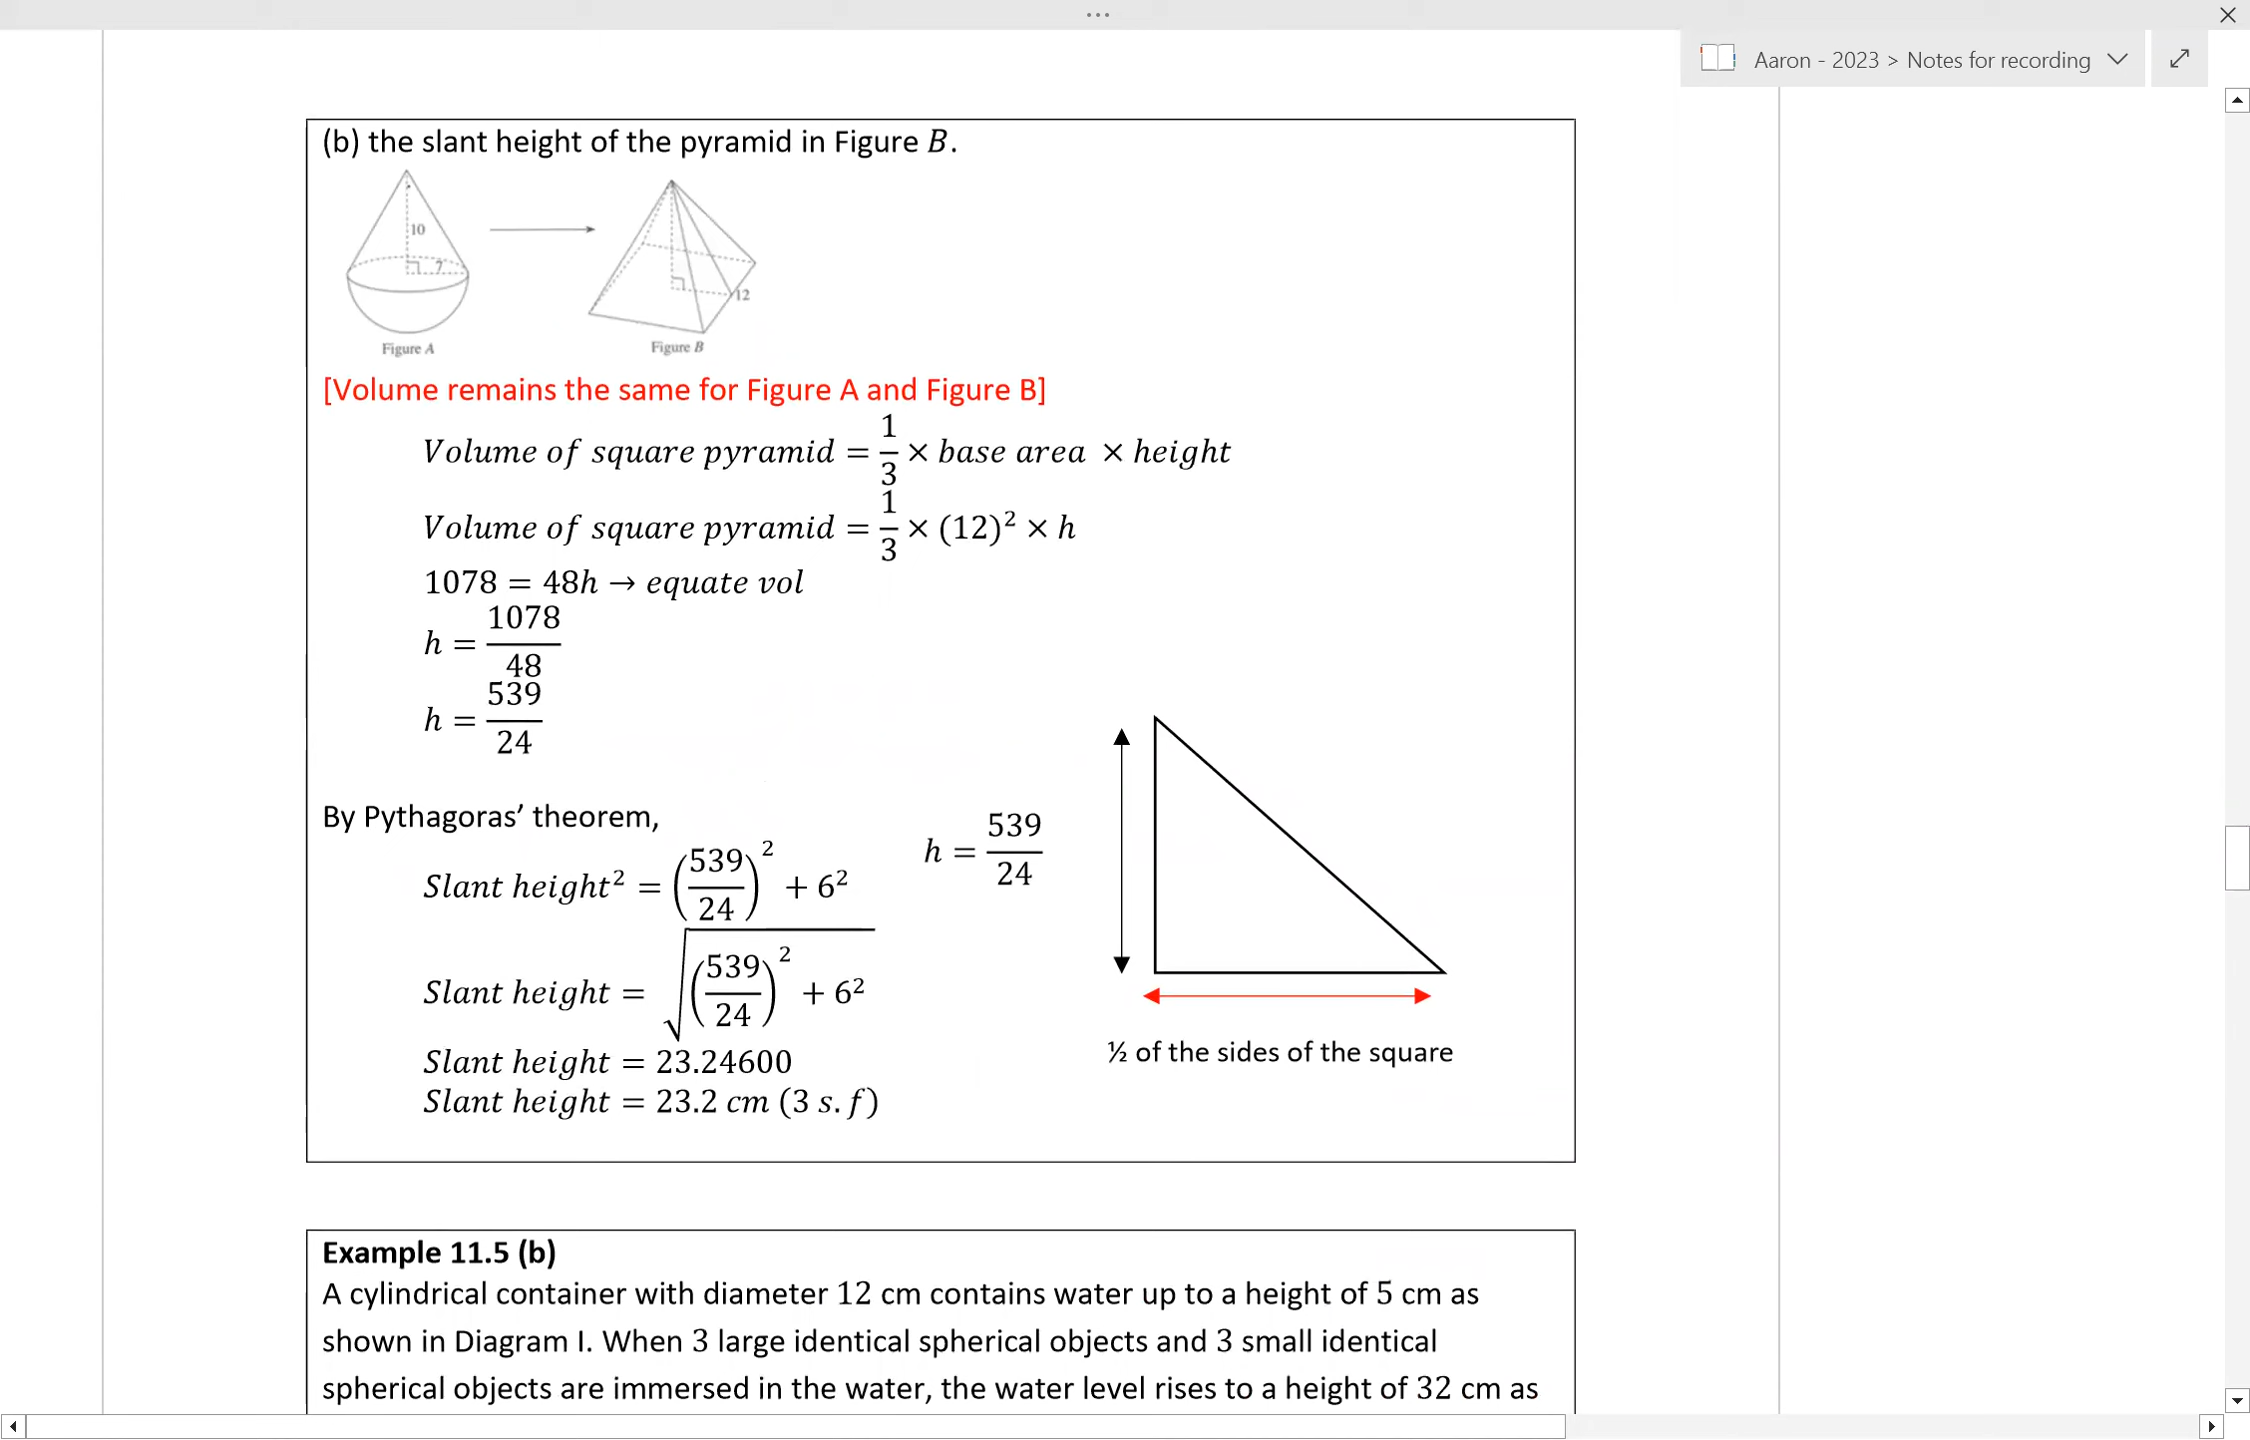 Aaron - 2023 > Notes for recording
(b) the slant height of the pyramid in Figure B.
10
7
12
Figure A
Figure B
[Volume remains the same for Figure A and Figure B]
Volume of square pyramid = 1/3 × base area × height
Volume of square pyramid = 1/3 × (12)² × h
1078 = 48h → equate vol
h = 1078/48
h = 539/24
By Pythagoras’ theorem,
Slant height² = (539/24)² + 6²
h = 539/24
Slant height = √((539/24)² + 6²)
Slant height = 23.24600
½ of the sides of the square
Slant height = 23.2 cm (3 s.f)
Example 11.5 (b)
A cylindrical container with diameter 12 cm contains water up to a height of 5 cm as
shown in Diagram I. When 3 large identical spherical objects and 3 small identical
spherical objects are immersed in the water, the water level rises to a height of 32 cm as